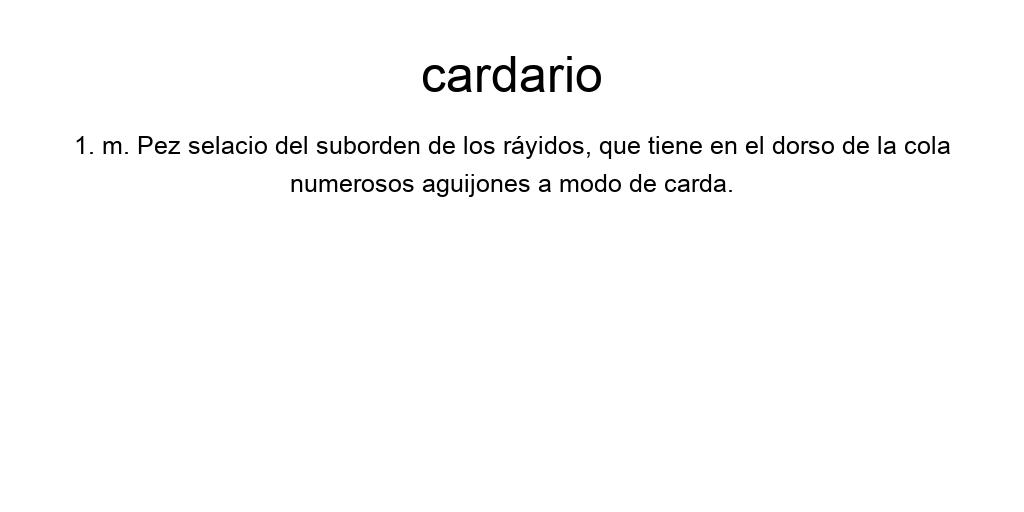 cardario
1. m. Pez selacio del suborden de los ráyidos, que tiene en el dorso de la cola
numerosos aguijones a modo de carda.